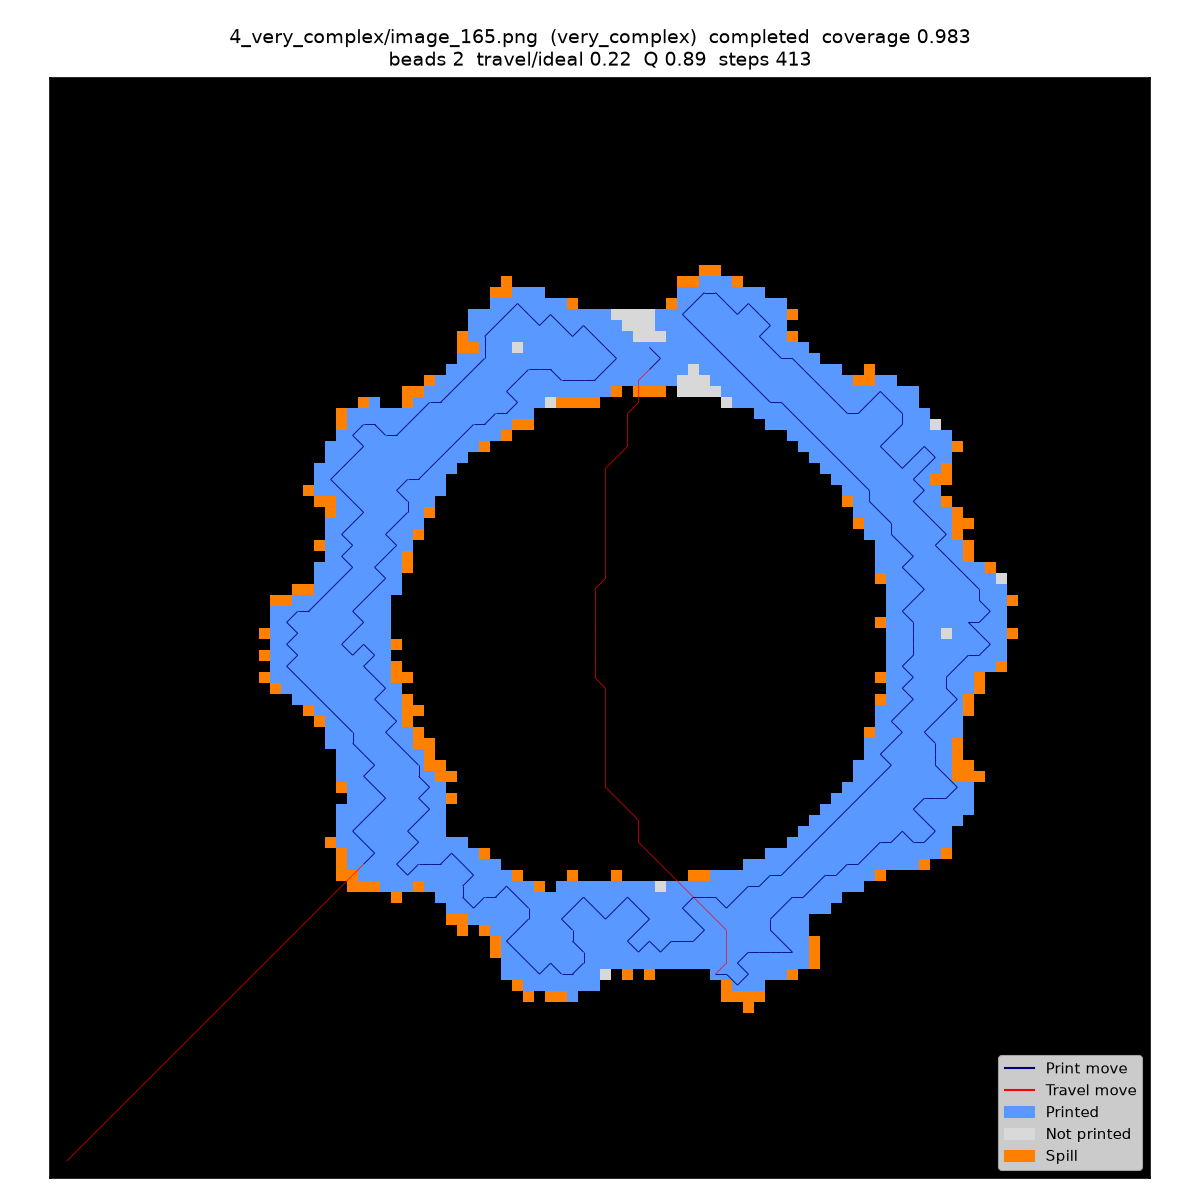 4_very_complex/image_165.png  (very_complex)  completed  coverage 0.983
beads 2  travel/ideal 0.22  Q 0.89  steps 413
Print move
Travel move
Printed
Not printed
Spill